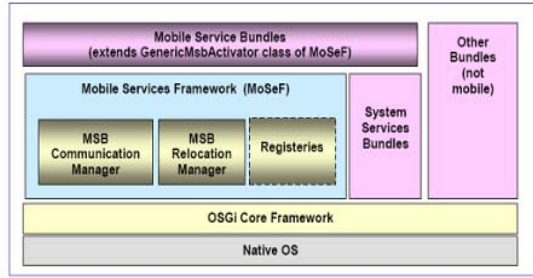 Mobile Service Bundles
(extends GenericMsbActivator class of MoSeF)
Other
Bundles
(not
mobile)
Mobile Services Framework (MoSeF)
MSB
Communication
Manager
MSB
Relocation
Manager
Registeries
System
Services
Bundles
OSGi Core Framework
Native OS